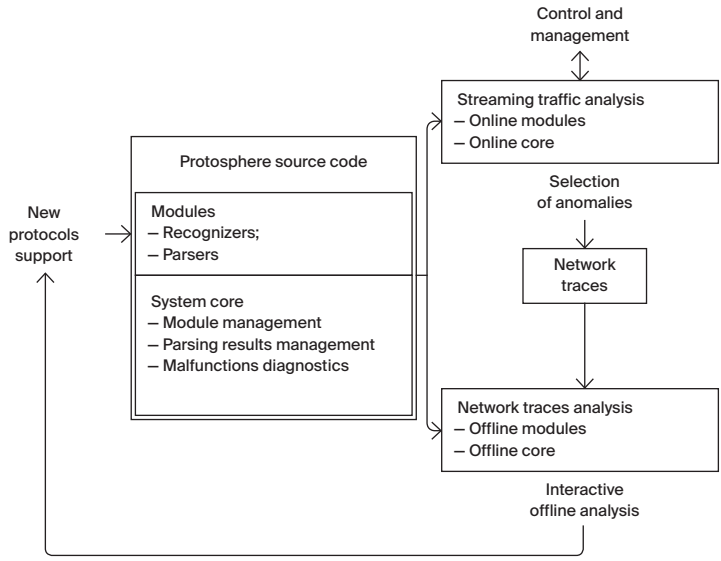 Control and
management
Streaming traffic analysis
– Online modules
– Online core
Protosphere source code
Selection
of anomalies
New
protocols
support
Modules
– Recognizers;
– Parsers
Network
traces
System core
– Module management
– Parsing results management
– Malfunctions diagnostics
Network traces analysis
– Offline modules
– Offline core
Interactive
offline analysis